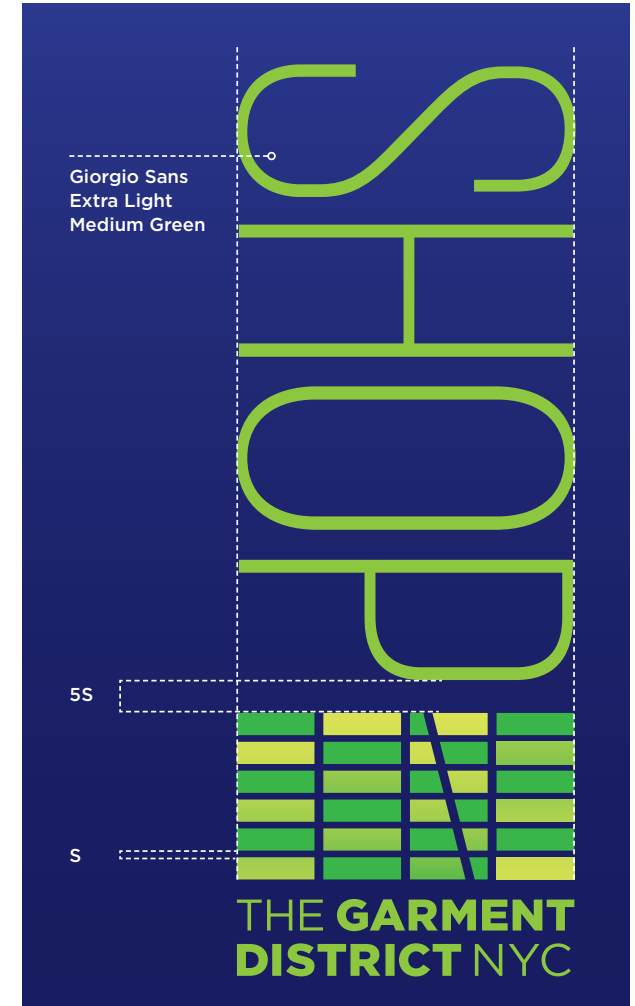 SHOP
Giorgio Sans
Extra Light
Medium Green
5S
S
THE GARMENT
DISTRICT NYC